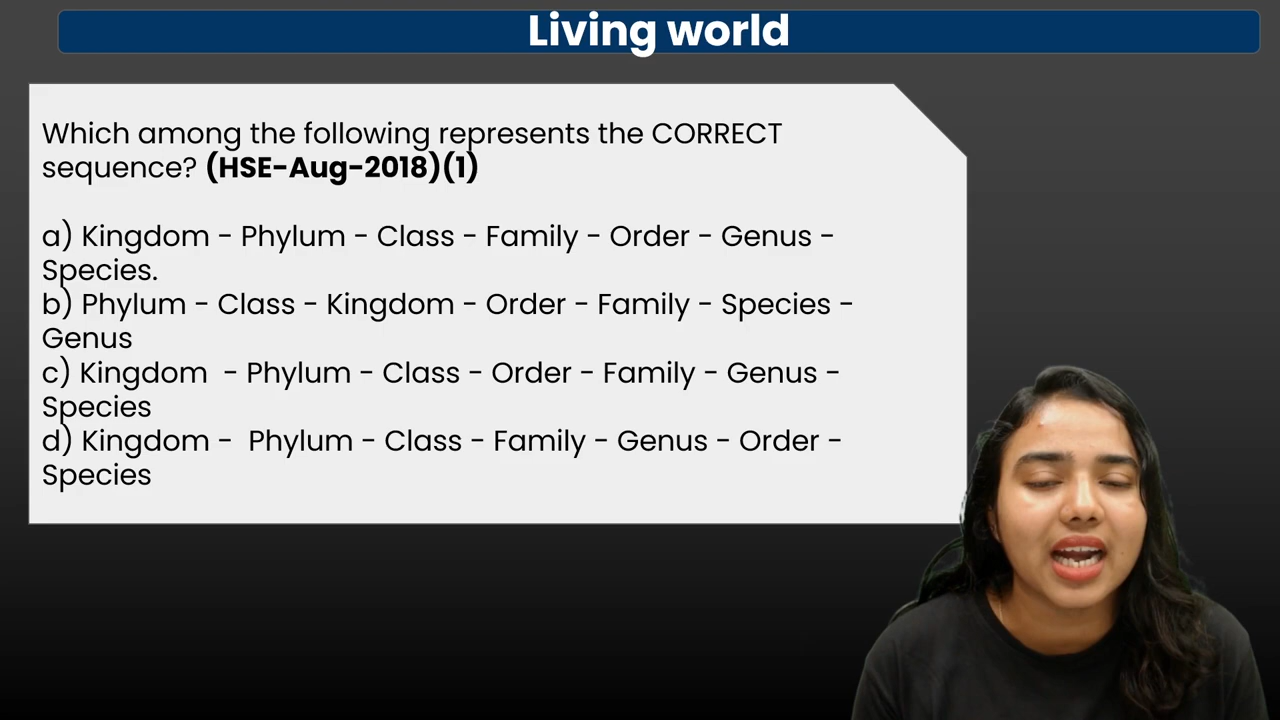 Living world
Which among the following represents the CORRECT
sequence? (HSE-Aug-2018)(1)
a) Kingdom - Phylum - Class - Family - Order - Genus -
Species.
b) Phylum - Class - Kingdom - Order - Family - Species -
Genus
c) Kingdom  - Phylum - Class - Order - Family - Genus -
Species
d) Kingdom -  Phylum - Class - Family - Genus - Order -
Species